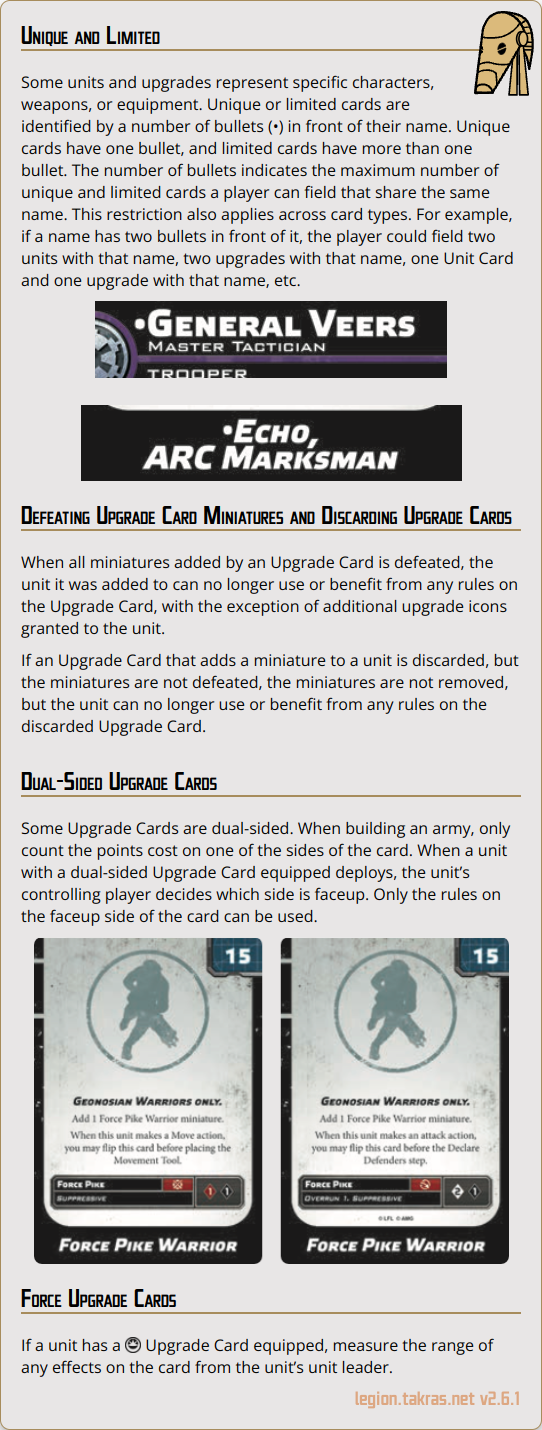 Unique and Limited
Some units and upgrades represent specific characters,
weapons, or equipment. Unique or limited cards are
identified by a number of bullets (•) in front of their name. Unique
cards have one bullet, and limited cards have more than one
bullet. The number of bullets indicates the maximum number of
unique and limited cards a player can field that share the same
name. This restriction also applies across card types. For example,
if a name has two bullets in front of it, the player could field two
units with that name, two upgrades with that name, one Unit Card
and one upgrade with that name, etc.
•General Veers
Master Tactician
Trooper
•Echo,
ARC Marksman
Defeating Upgrade Card Miniatures and Discarding Upgrade Cards
When all miniatures added by an Upgrade Card is defeated, the
unit it was added to can no longer use or benefit from any rules on
the Upgrade Card, with the exception of additional upgrade icons
granted to the unit.
If an Upgrade Card that adds a miniature to a unit is discarded, but
the miniatures are not defeated, the miniatures are not removed,
but the unit can no longer use or benefit from any rules on the
discarded Upgrade Card.
Dual-Sided Upgrade Cards
Some Upgrade Cards are dual-sided. When building an army, only
count the points cost on one of the sides of the card. When a unit
with a dual-sided Upgrade Card equipped deploys, the unit’s
controlling player decides which side is faceup. Only the rules on
the faceup side of the card can be used.
15
Geonosian Warriors only.
Add 1 Force Pike Warrior miniature.
When this unit makes a Move action,
you may flip this card before placing the
Movement Tool.
Force Pike
1 1
Suppressive
Force Pike Warrior
15
Geonosian Warriors only.
Add 1 Force Pike Warrior miniature.
When this unit makes an attack action,
you may flip this card before the Declare
Defenders step.
Force Pike
2 1
Overrun 1, Suppressive
©LFL ©AMG
Force Pike Warrior
Force Upgrade Cards
If a unit has a Upgrade Card equipped, measure the range of
any effects on the card from the unit’s unit leader.
legion.takras.net v2.6.1